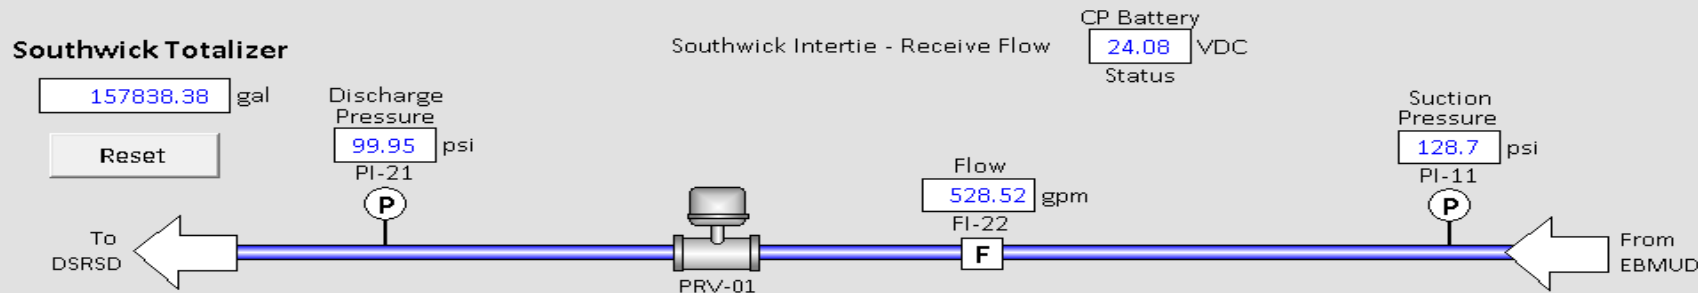 Southwick Totalizer
157838.38 gal
Reset
Discharge
Pressure
99.95 psi
PI-21
P
To
DSRSD
Southwick Intertie - Receive Flow
CP Battery
24.08 VDC
Status
PRV-01
Flow
528.52 gpm
FI-22
F
Suction
Pressure
128.7 psi
PI-11
P
From
EBMUD